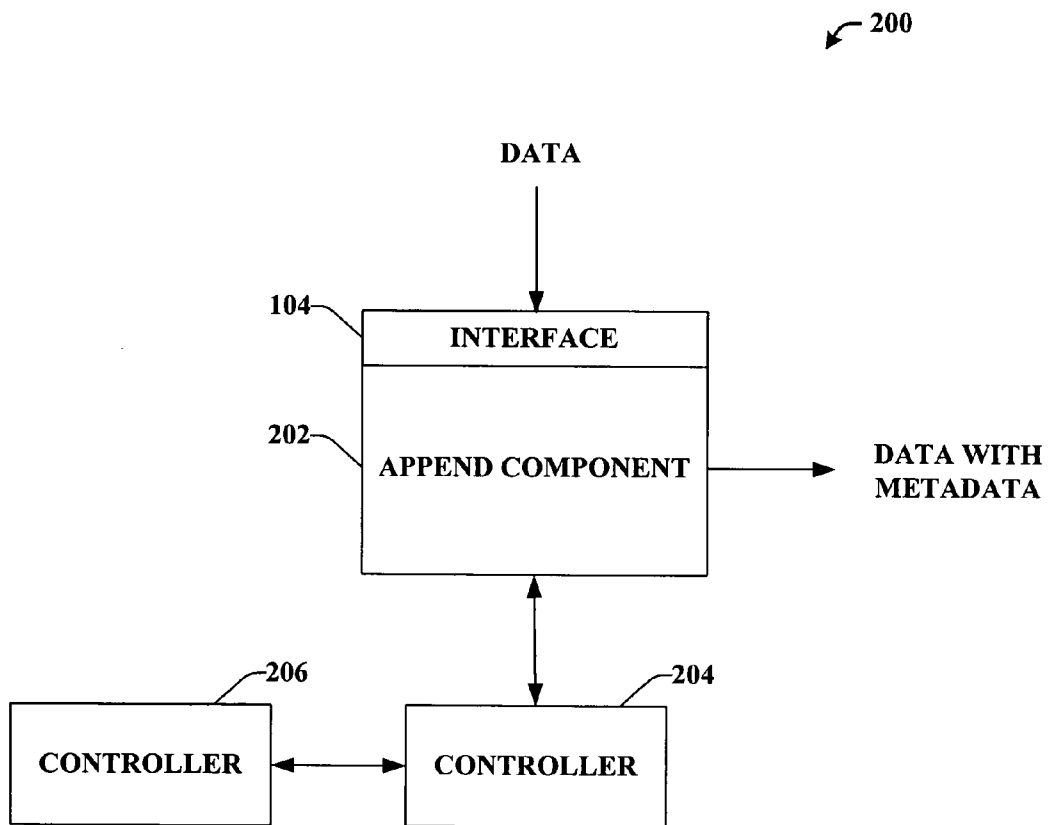 200
DATA
104
INTERFACE
202
APPEND COMPONENT
DATA WITH
METADATA
206
204
CONTROLLER
CONTROLLER